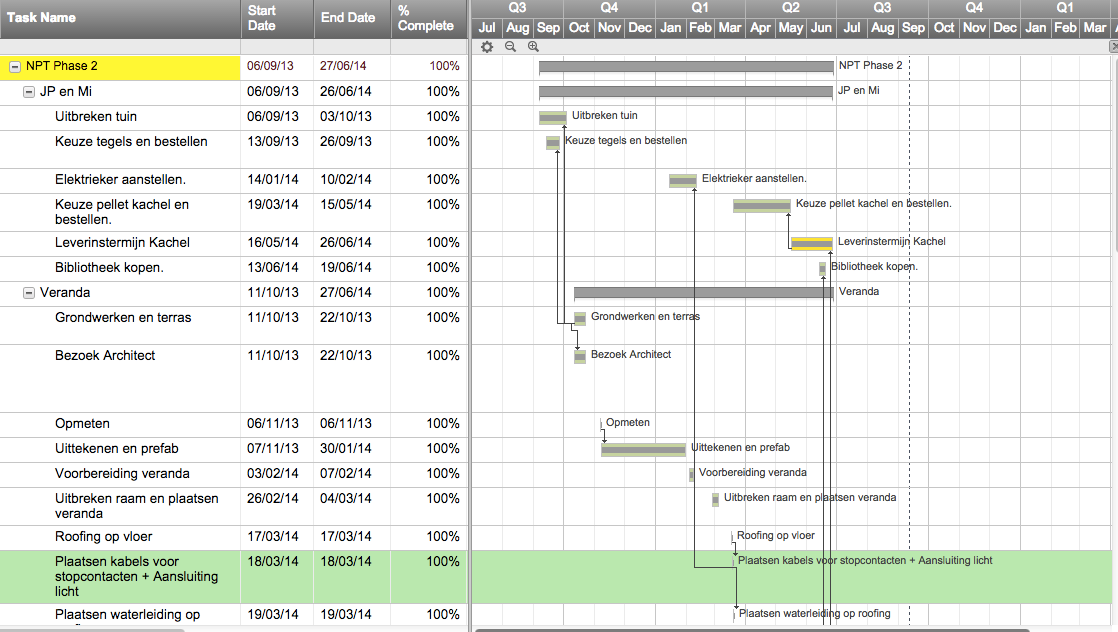 Task Name Start Date End Date % Complete
Q3 Q4 Q1 Q2 Q3 Q4 Q1
Jul Aug Sep Oct Nov Dec Jan Feb Mar Apr May Jun Jul Aug Sep Oct Nov Dec Jan Feb Mar
NPT Phase 2 06/09/13 27/06/14 100% NPT Phase 2
JP en Mi 06/09/13 26/06/14 100% JP en Mi
Uitbreken tuin 06/09/13 03/10/13 100% Uitbreken tuin
Keuze tegels en bestellen 13/09/13 26/09/13 100% Keuze tegels en bestellen
Elektrieker aanstellen. 14/01/14 10/02/14 100% Elektrieker aanstellen.
Keuze pellet kachel en 19/03/14 15/05/14 100% Keuze pellet kachel en bestellen.
bestellen.
Leverinstermijn Kachel 16/05/14 26/06/14 100% Leverinstermijn Kachel
Bibliotheek kopen. 13/06/14 19/06/14 100% Bibliotheek kopen.
Veranda 11/10/13 27/06/14 100% Veranda
Grondwerken en terras 11/10/13 22/10/13 100% Grondwerken en terras
Bezoek Architect 11/10/13 22/10/13 100% Bezoek Architect
Opmeten 06/11/13 06/11/13 100% Opmeten
Uittekenen en prefab 07/11/13 30/01/14 100% Uittekenen en prefab
Voorbereiding veranda 03/02/14 07/02/14 100% Voorbereiding veranda
Uitbreken raam en plaatsen 26/02/14 04/03/14 100% Uitbreken raam en plaatsen veranda
veranda
Roofing op vloer 17/03/14 17/03/14 100% Roofing op vloer
Plaatsen kabels voor 18/03/14 18/03/14 100% Plaatsen kabels voor stopcontacten + Aansluiting licht
stopcontacten + Aansluiting
licht
Plaatsen waterleiding op 19/03/14 19/03/14 100% Plaatsen waterleiding op roofing